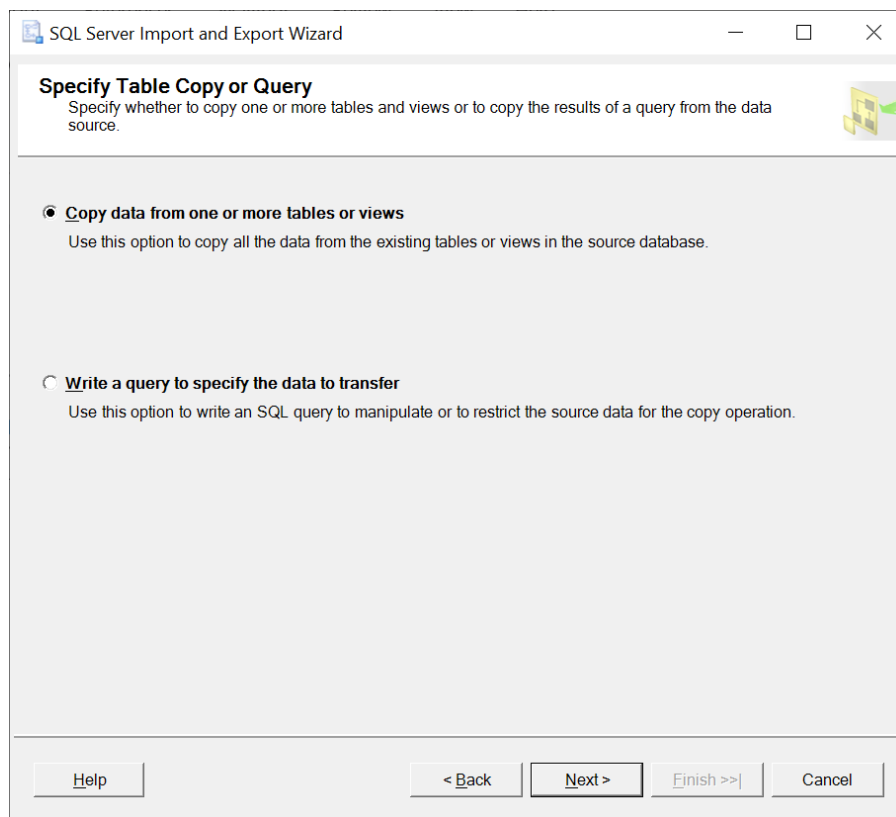 SQL Server Import and Export Wizard
Specify Table Copy or Query
Specify whether to copy one or more tables and views or to copy the results of a query from the data
source.
Copy data from one or more tables or views
Use this option to copy all the data from the existing tables or views in the source database.
Write a query to specify the data to transfer
Use this option to write an SQL query to manipulate or to restrict the source data for the copy operation.
Help
< Back
Next >
Finish >>|
Cancel